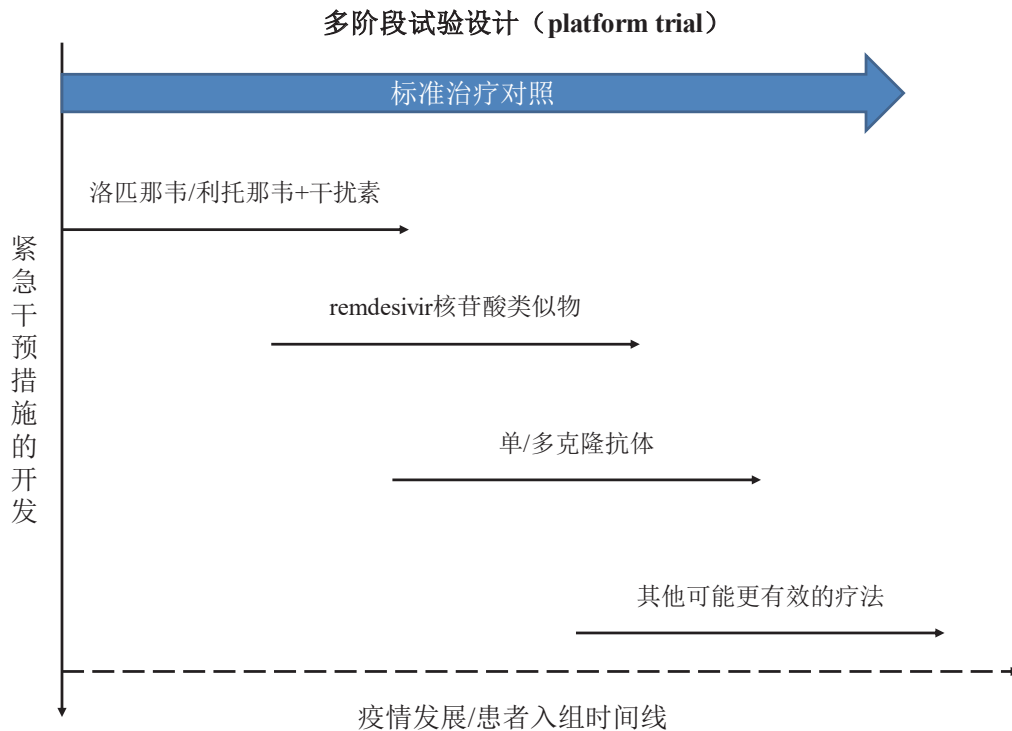 多阶段试验设计（platform trial）
标准治疗对照
洛匹那韦/利托那韦+干扰素
紧急干预措施的开发
remdesivir核苷酸类似物
单/多克隆抗体
其他可能更有效的疗法
疫情发展/患者入组时间线